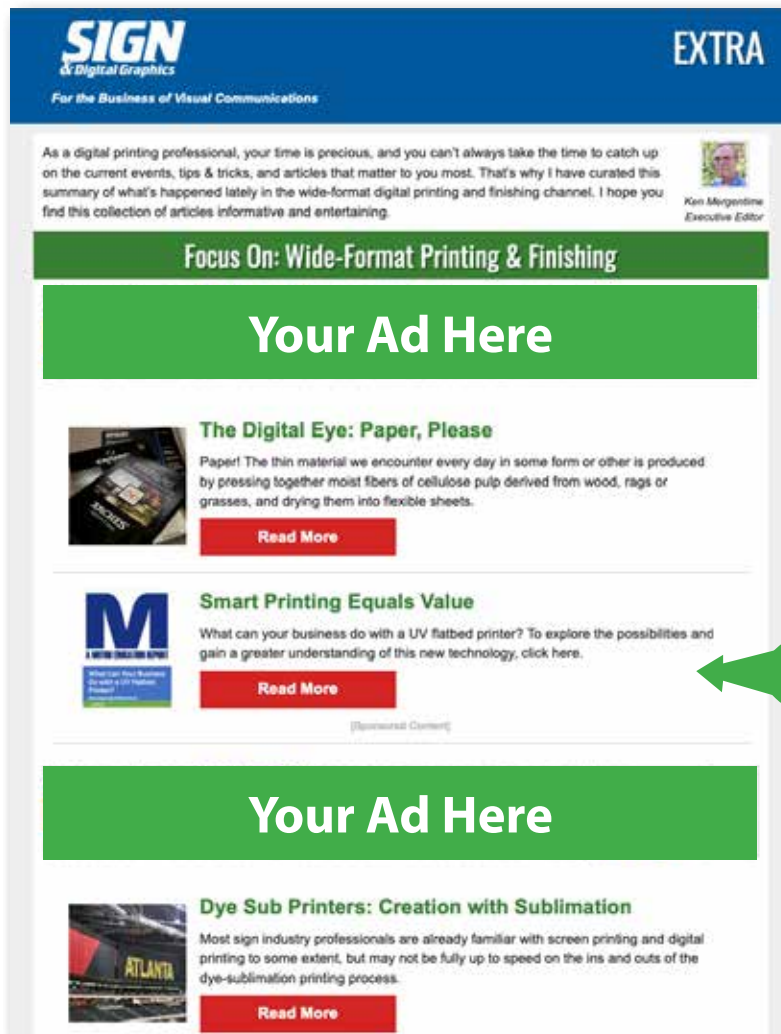 SIGN
& Digital Graphics
For the Business of Visual Communications
EXTRA
As a digital printing professional, your time is precious, and you can't always take the time to catch up
on the current events, tips & tricks, and articles that matter to you most. That's why I have curated this
summary of what's happened lately in the wide-format digital printing and finishing channel. I hope you
find this collection of articles informative and entertaining.
Ken Mergentime
Executive Editor
Focus On: Wide-Format Printing & Finishing
Your Ad Here
The Digital Eye: Paper, Please
Paper! The thin material we encounter every day in some form or other is produced
by pressing together moist fibers of cellulose pulp derived from wood, rags or
grasses, and drying them into flexible sheets.
Read More
ARCHES
M
What can Your Business
Do with a UV Flatbed
Printer?
Smart Printing Equals Value
What can your business do with a UV flatbed printer? To explore the possibilities and
gain a greater understanding of this new technology, click here.
Read More
[Sponsored Content]
Your Ad Here
ATLANTA
Dye Sub Printers: Creation with Sublimation
Most sign industry professionals are already familiar with screen printing and digital
printing to some extent, but may not be fully up to speed on the ins and outs of the
dye-sublimation printing process.
Read More